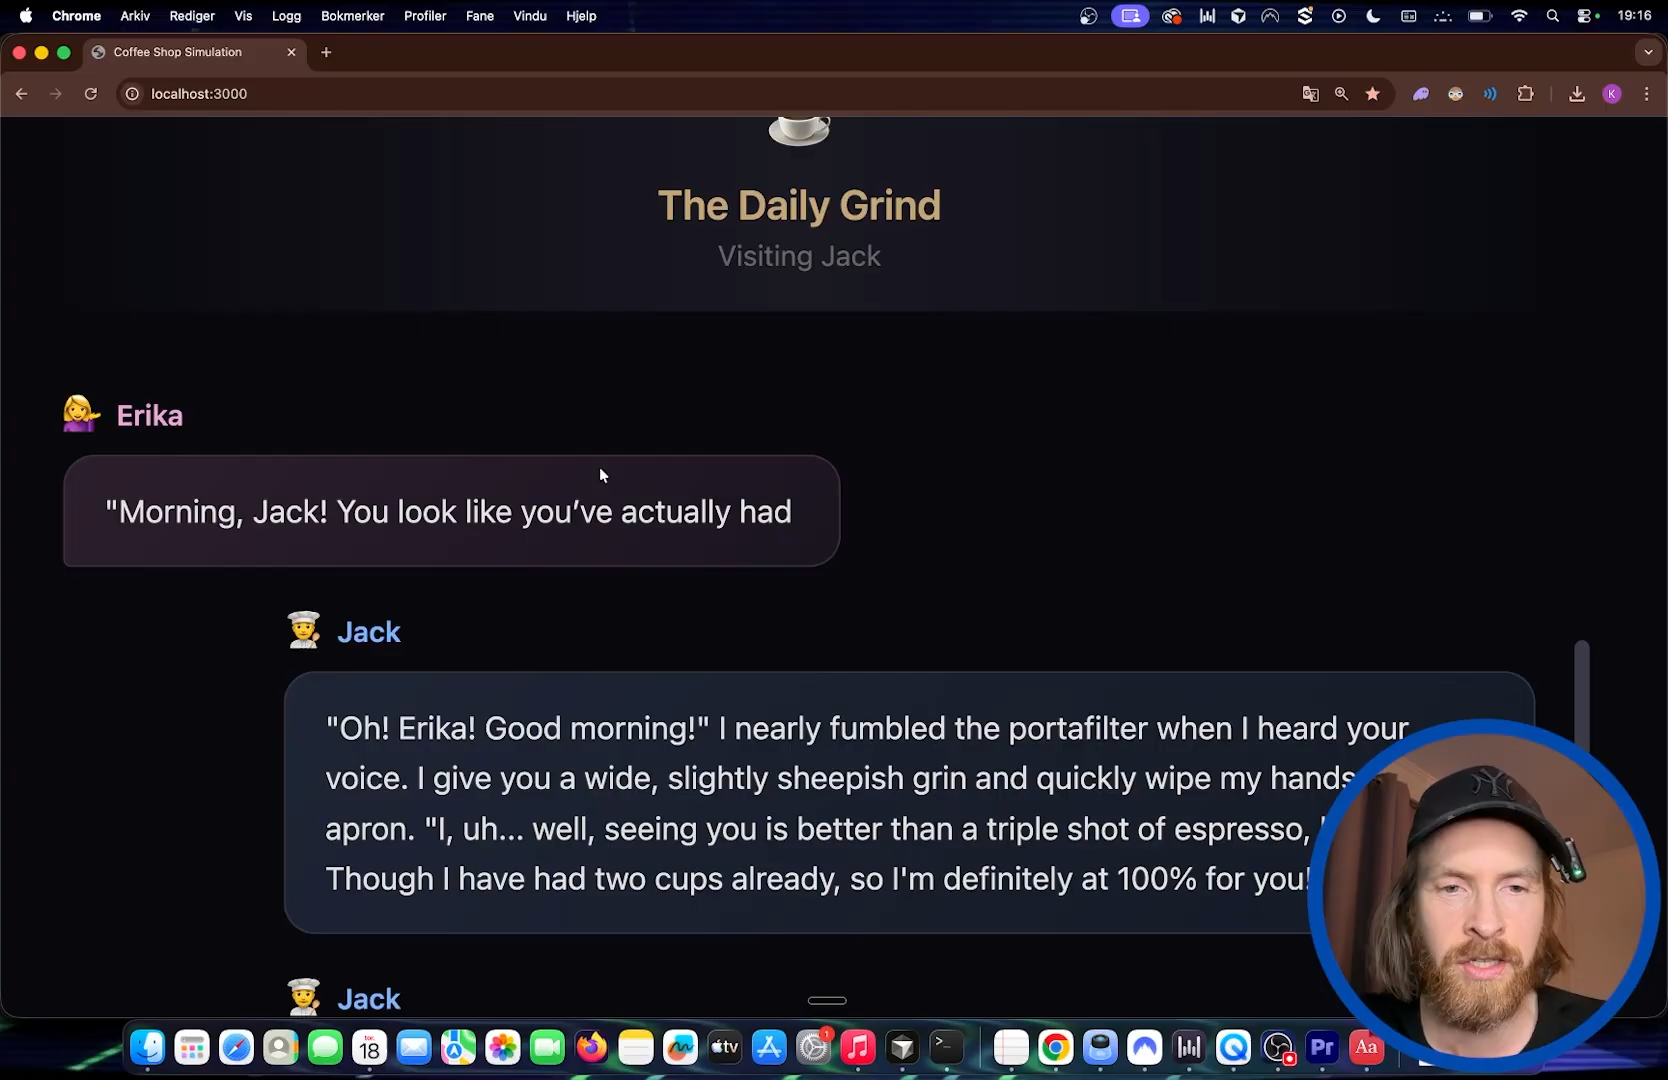 Chrome Arkiv Rediger Vis Logg Bokmerker Profiler Fane Vindu Hjelp 19:16
Coffee Shop Simulation
localhost:3000
K
The Daily Grind
Visiting Jack
Erika
"Morning, Jack! You look like you’ve actually had
Jack
"Oh! Erika! Good morning!" I nearly fumbled the portafilter when I heard your
voice. I give you a wide, slightly sheepish grin and quickly wipe my hands
apron. "I, uh... well, seeing you is better than a triple shot of espresso,
Though I have had two cups already, so I'm definitely at 100% for you!
Jack
18
tv
1
Pr
Aa